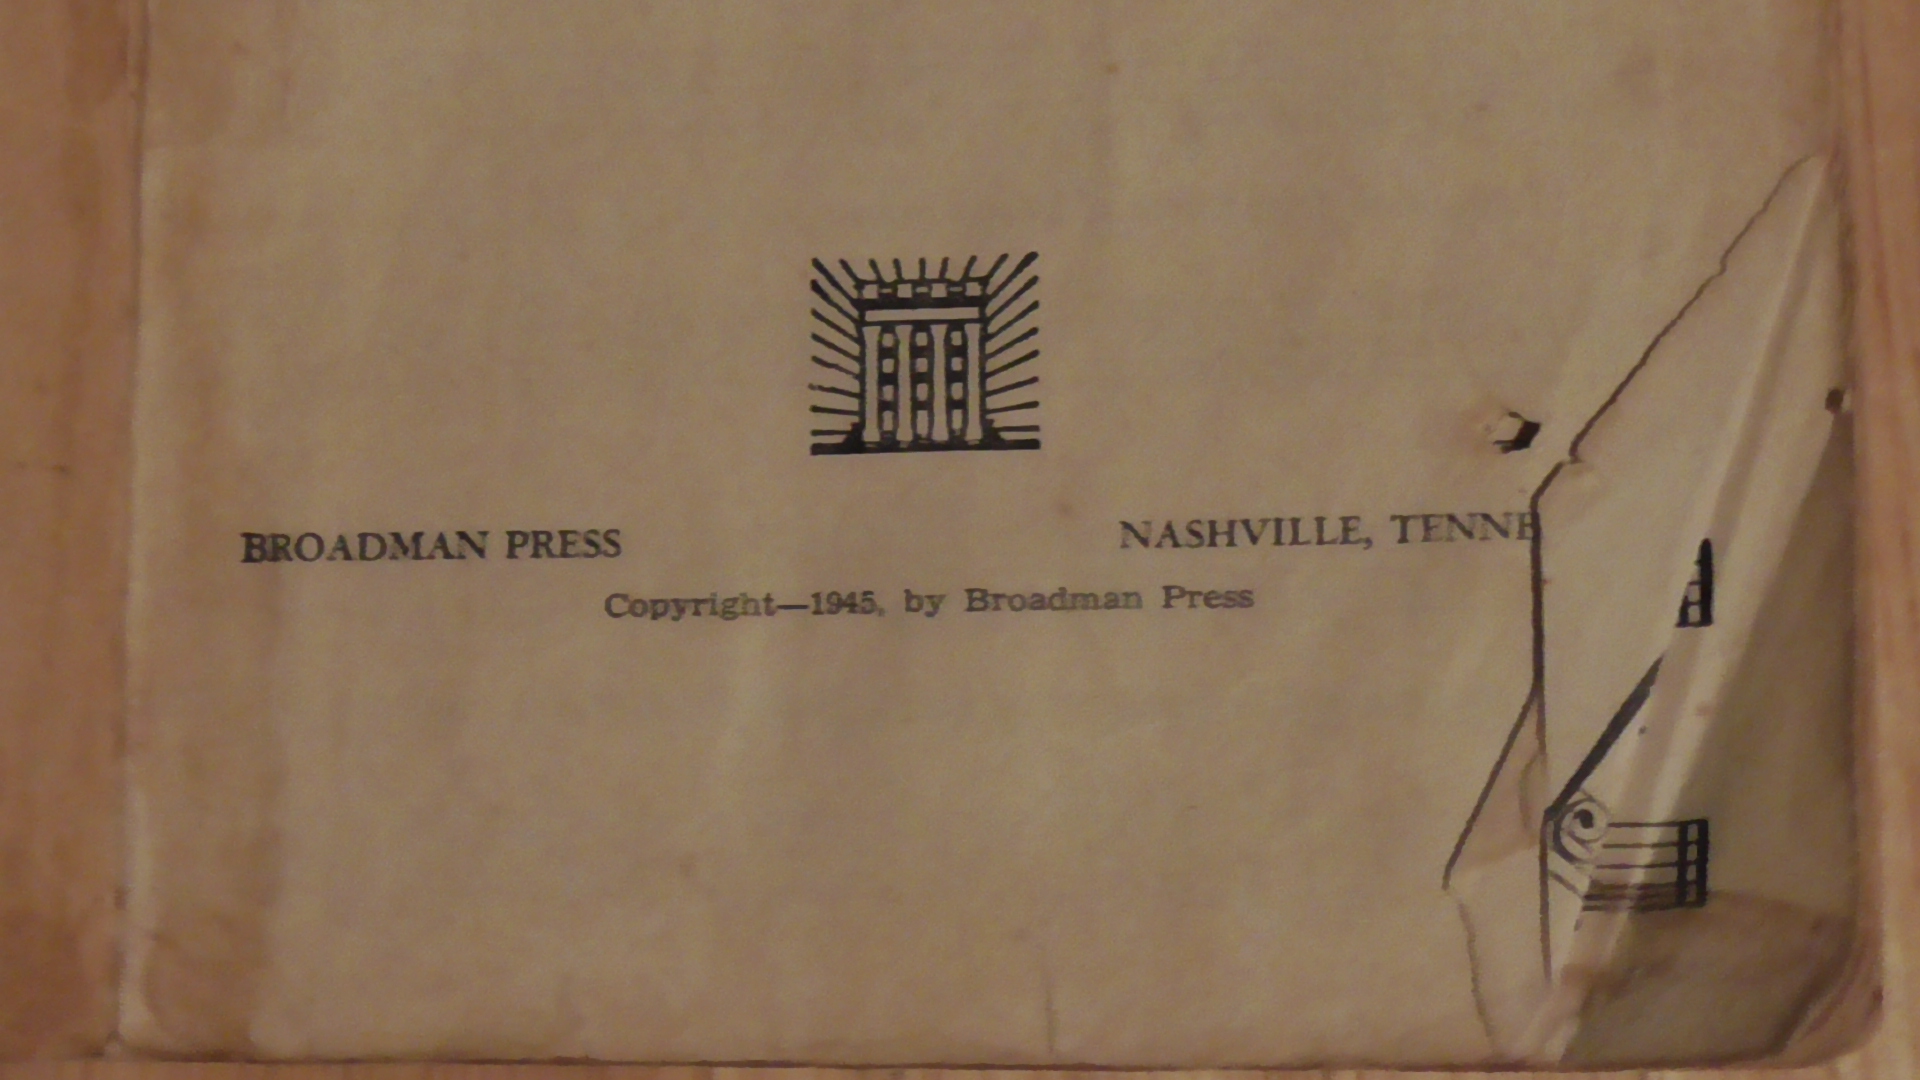 BROADMAN PRESS NASHVILLE, TENNE
Copyright—1945, by Broadman Press